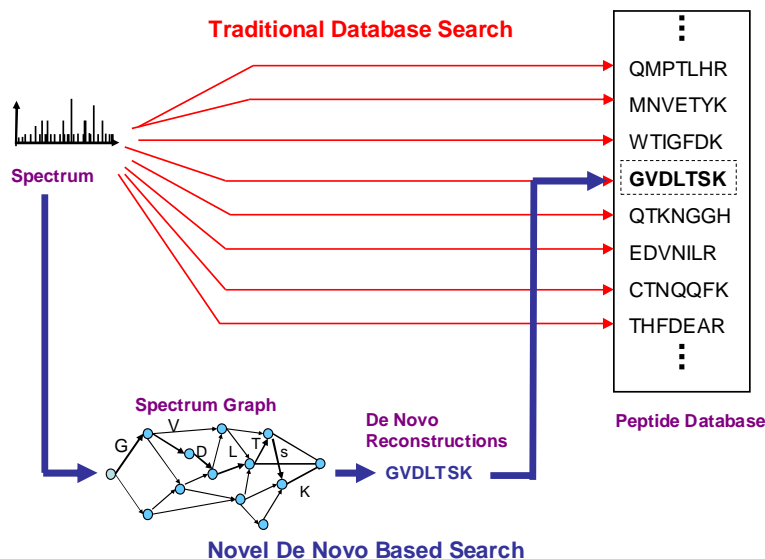 Traditional Database Search
QMPTLHR
MNVETYK
WTIGFDK
GVDLTSK
QTKNGGH
EDVNILR
CTNQQFK
THFDEAR
Peptide Database
Spectrum
Spectrum Graph
G
V
D
L
T
s
K
De Novo
Reconstructions
GVDLTSK
Novel De Novo Based Search